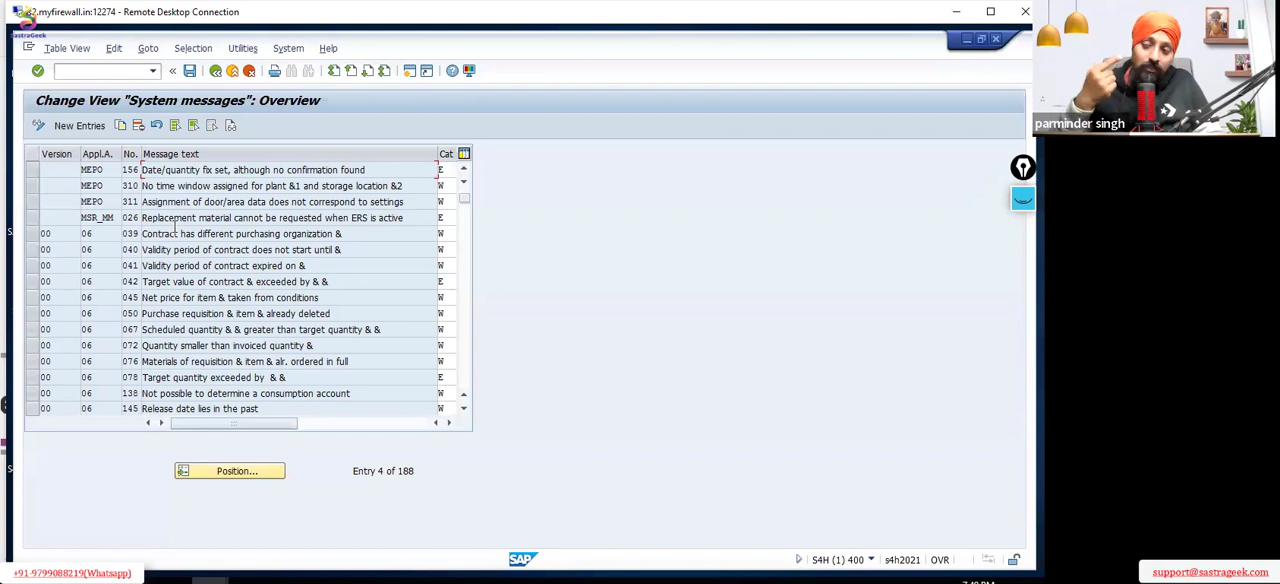 52.myfirewall.in:12274 - Remote Desktop Connection
SastraGeek
Table View Edit Goto Selection Utilities System Help
Change View "System messages": Overview
New Entries
Version Appl.A. No. Message text Cat
MEPO 156 Date/quantity fix set, although no confirmation found E
MEPO 310 No time window assigned for plant &1 and storage location &2 W
MEPO 311 Assignment of door/area data does not correspond to settings W
MSR_MM 026 Replacement material cannot be requested when ERS is active E
00 06 039 Contract has different purchasing organization & W
00 06 040 Validity period of contract does not start until & W
00 06 041 Validity period of contract expired on & W
00 06 042 Target value of contract & exceeded by & & E
00 06 045 Net price for item & taken from conditions W
00 06 050 Purchase requisition & item & already deleted W
00 06 067 Scheduled quantity & & greater than target quantity & & W
00 06 072 Quantity smaller than invoiced quantity & W
00 06 076 Materials of requisition & item & alr. ordered in full W
00 06 078 Target quantity exceeded by & & E
00 06 138 Not possible to determine a consumption account W
00 06 145 Release date lies in the past W
Position... Entry 4 of 188
SAP S4H (1) 400 s4h2021 OVR
parminder singh
+91-9799088219(Whatsapp)
support@sastrageek.com